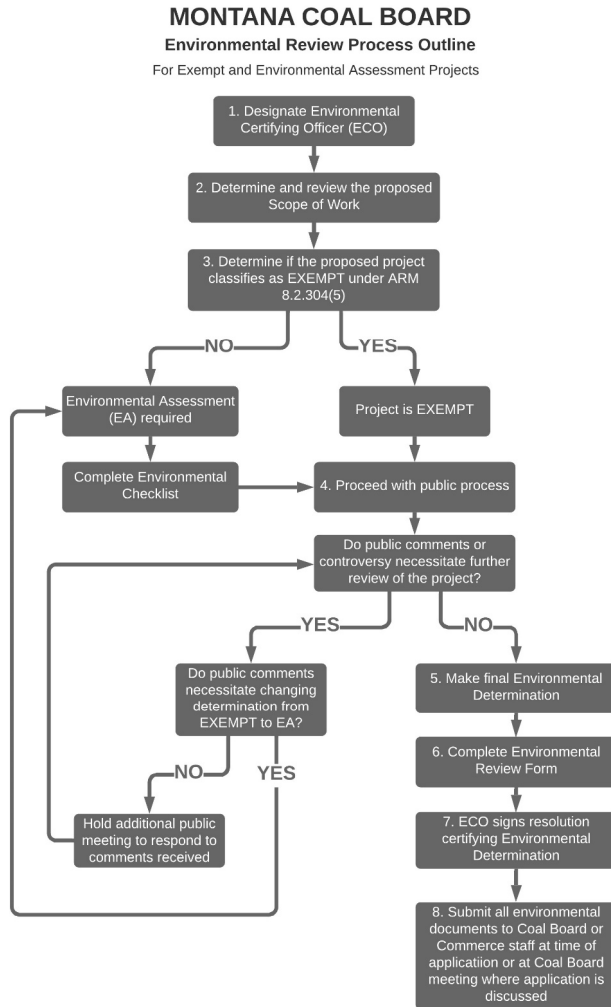 MONTANA COAL BOARD
Environmental Review Process Outline
For Exempt and Environmental Assessment Projects
1. Designate Environmental
Certifying Officer (ECO)
2. Determine and review the proposed
Scope of Work
3. Determine if the proposed project
classifies as EXEMPT under ARM
8.2.304(5)
NO
YES
Environmental Assessment
(EA) required
Project is EXEMPT
Complete Environmental
Checklist
4. Proceed with public process
Do public comments or
controversy necessitate further
review of the project?
YES
NO
Do public comments
necessitate changing
determination from
EXEMPT to EA?
5. Make final Environmental
Determination
6. Complete Environmental
Review Form
NO
YES
Hold additional public
meeting to respond to
comments received
7. ECO signs resolution
certifying Environmental
Determination
8. Submit all environmental
documents to Coal Board or
Commerce staff at time of
applicatiion or at Coal Board
meeting where application is
discussed